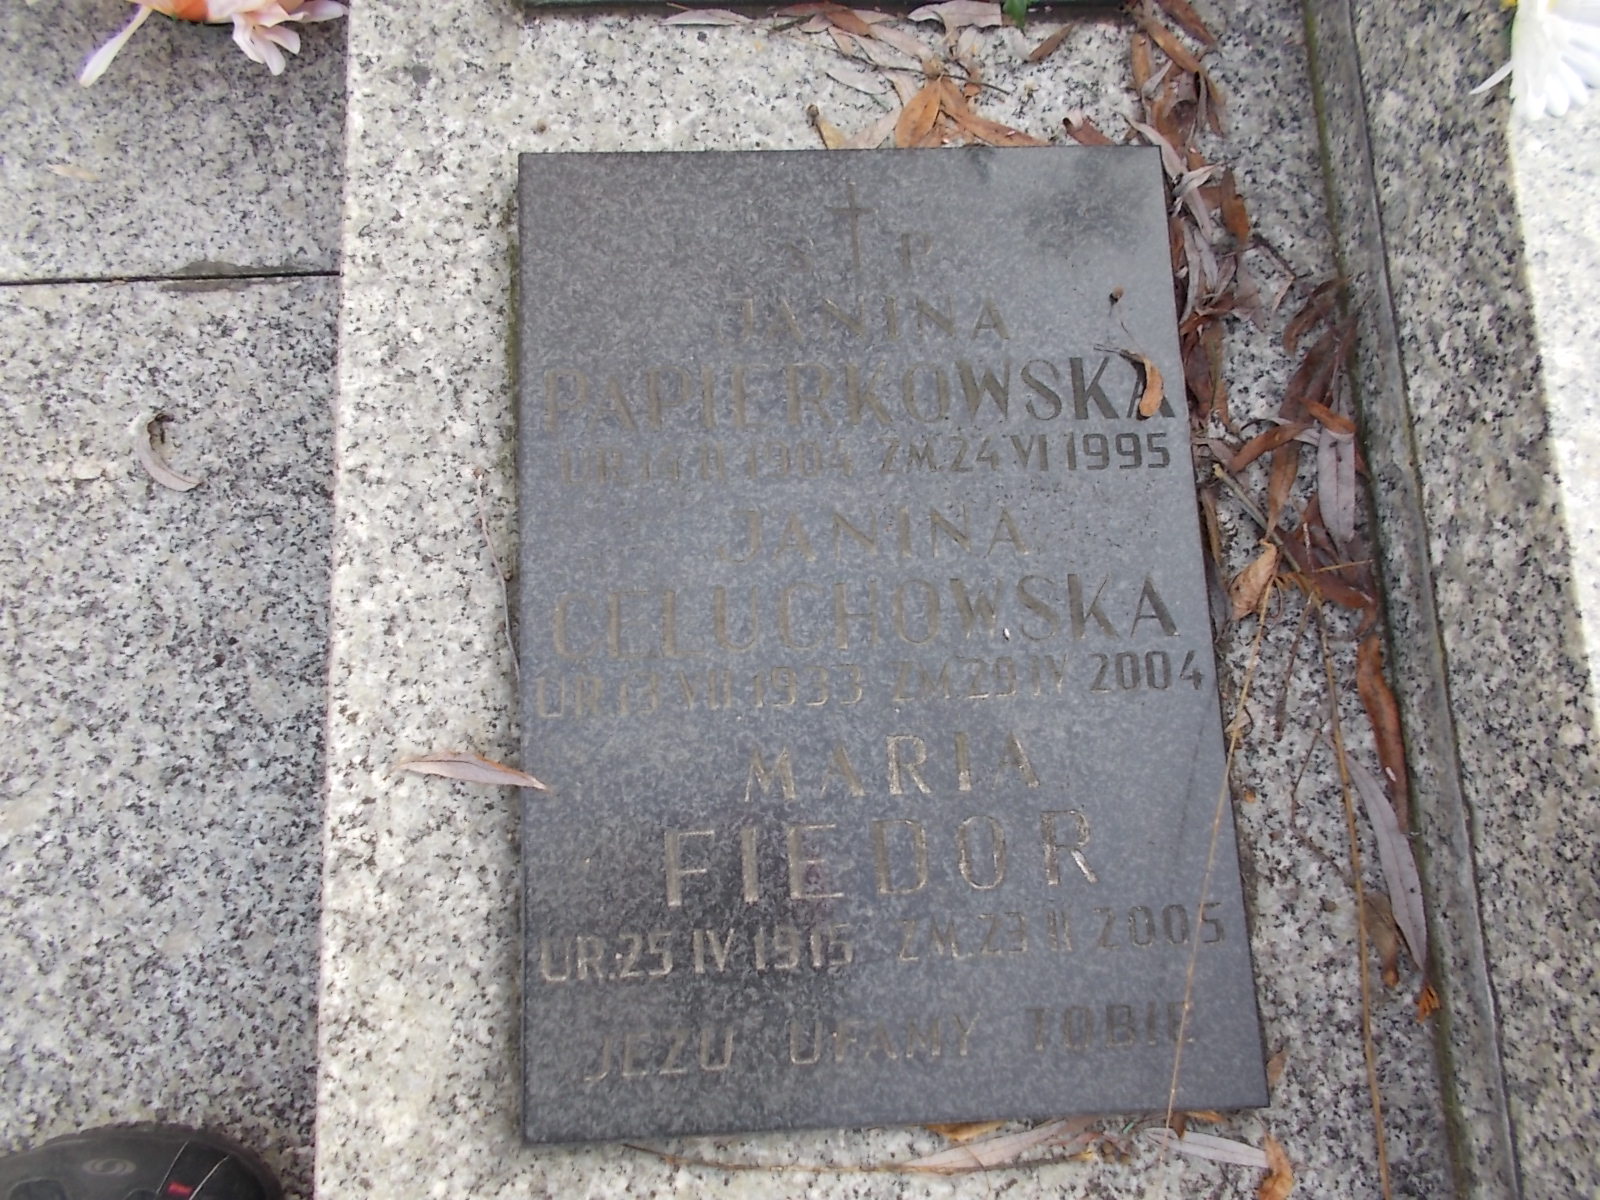 Ś P
JANINA
PAPIERKOWSKA
UR.14 II 1904 ZM.24 VI 1995
JANINA
CELUCHOWSKA
UR.13 VII 1933 ZM.29 IV 2004
MARIA
FIEDOR
UR.25 IV 1915 ZM.23 II 2005
JEZU UFAMY TOBIE